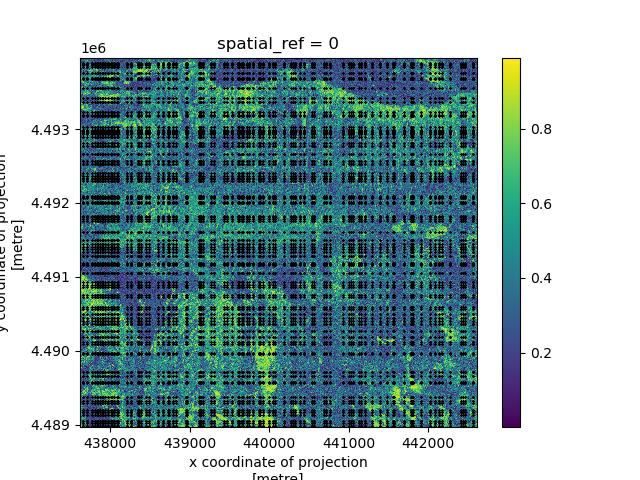 spatial_ref = 0
1e6
4.493
4.492
4.491
4.490
4.489
y coordinate of projection
[metre]
438000 439000 440000 441000 442000
x coordinate of projection
[metre]
0.8
0.6
0.4
0.2